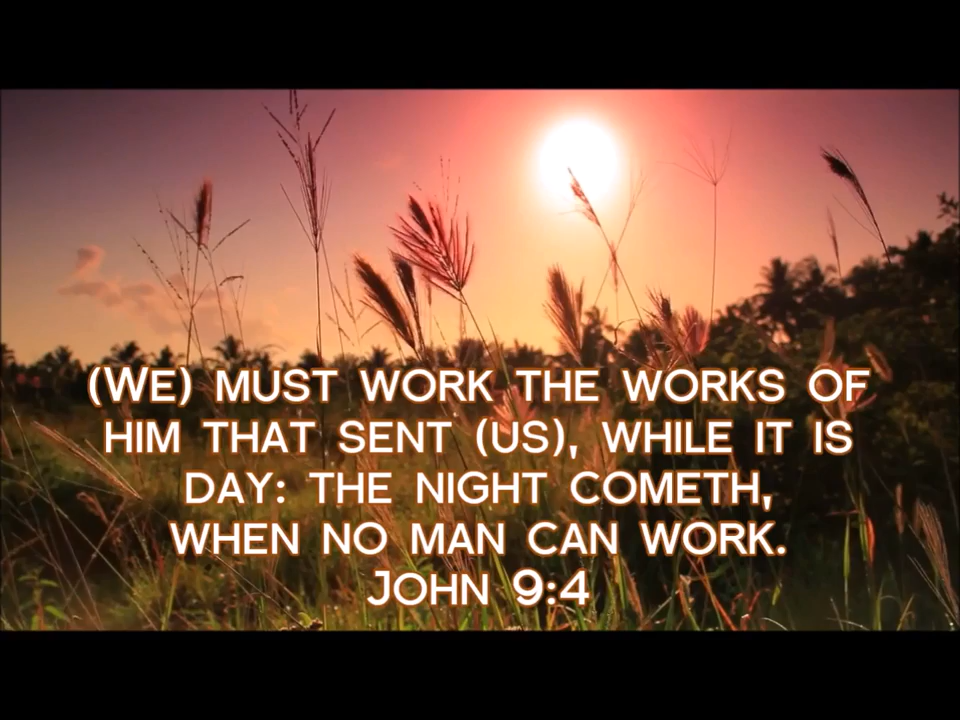 (WE) MUST WORK THE WORKS OF
HIM THAT SENT (US), WHILE IT IS
DAY: THE NIGHT COMETH,
WHEN NO MAN CAN WORK.
JOHN 9:4